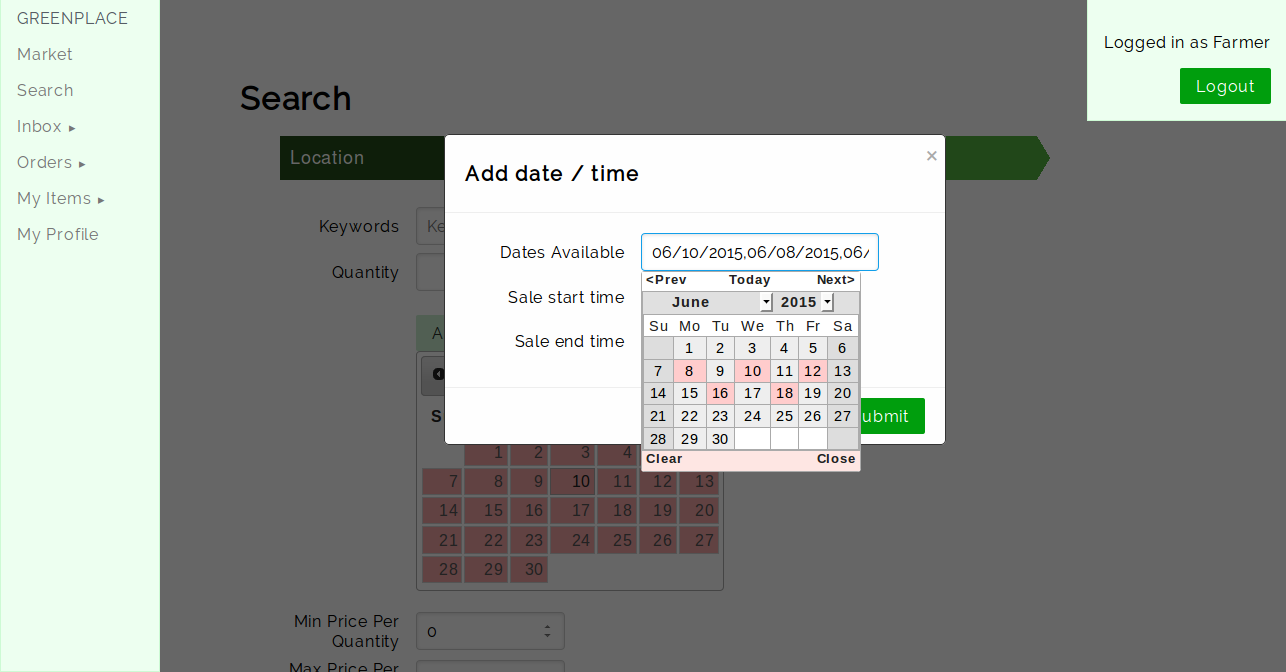 GREENPLACE
Market
Search
Inbox ▸
Orders ▸
My Items ▸
My Profile
Logged in as Farmer
Logout
Search
Location
Keywords
Quantity
Add date / time
×
Dates Available 06/10/2015,06/08/2015,06/
Sale start time
Sale end time
<Prev Today Next>
June 2015
Su Mo Tu We Th Fr Sa
1 2 3 4 5 6
7 8 9 10 11 12 13
14 15 16 17 18 19 20
21 22 23 24 25 26 27
28 29 30
Clear Close
ubmit
S
1 2 3 4
7 8 9 10 11 12 13
14 15 16 17 18 19 20
21 22 23 24 25 26 27
28 29 30
Min Price Per
Quantity
0
Max Price Per